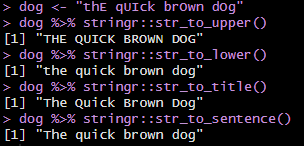 > dog <- "thE qUIck brown dog"
> dog %>% stringr::str_to_upper()
[1] "THE QUICK BROWN DOG"
> dog %>% stringr::str_to_lower()
[1] "the quick brown dog"
> dog %>% stringr::str_to_title()
[1] "The Quick Brown Dog"
> dog %>% stringr::str_to_sentence()
[1] "The quick brown dog"